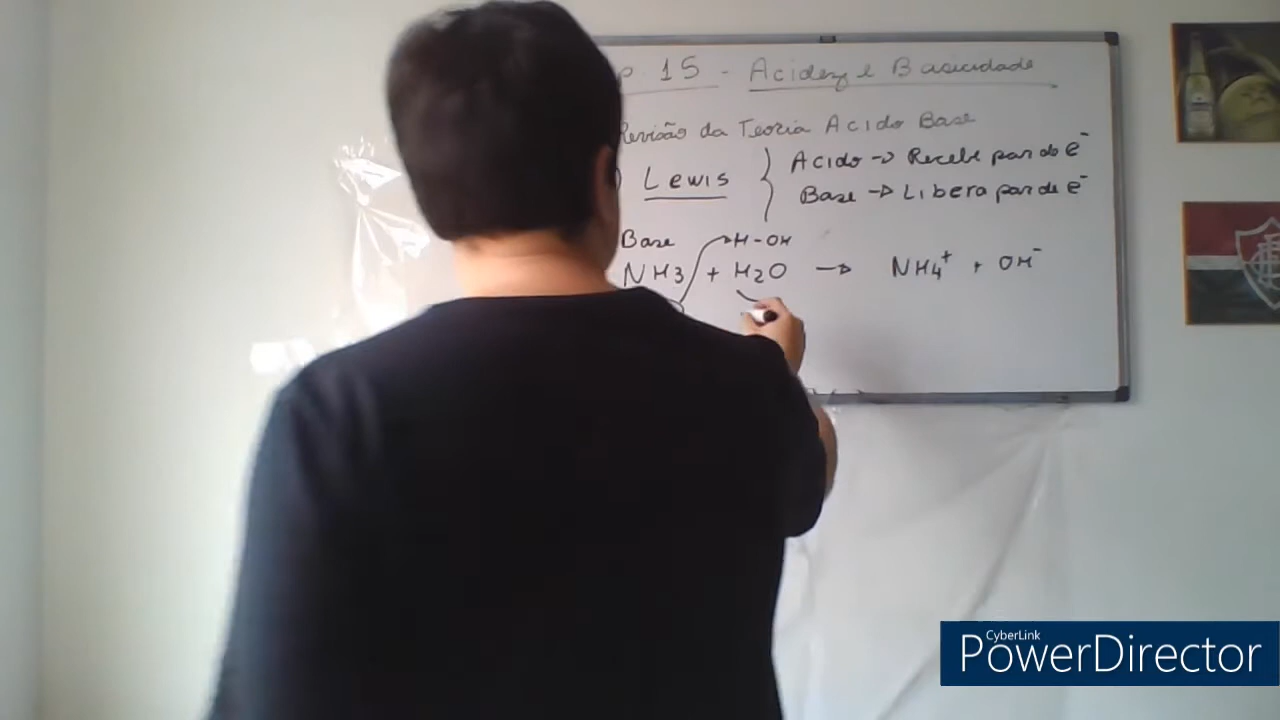 p 15 - Acidez e Basicidade
Revisão da Teoria Acido Base
) Lewis } Acido → Recebe par de e⁻
Base → Libera par de e⁻
Base H-OH
NH3 + H2O → NH4⁺ + OH⁻
CyberLink
PowerDirector